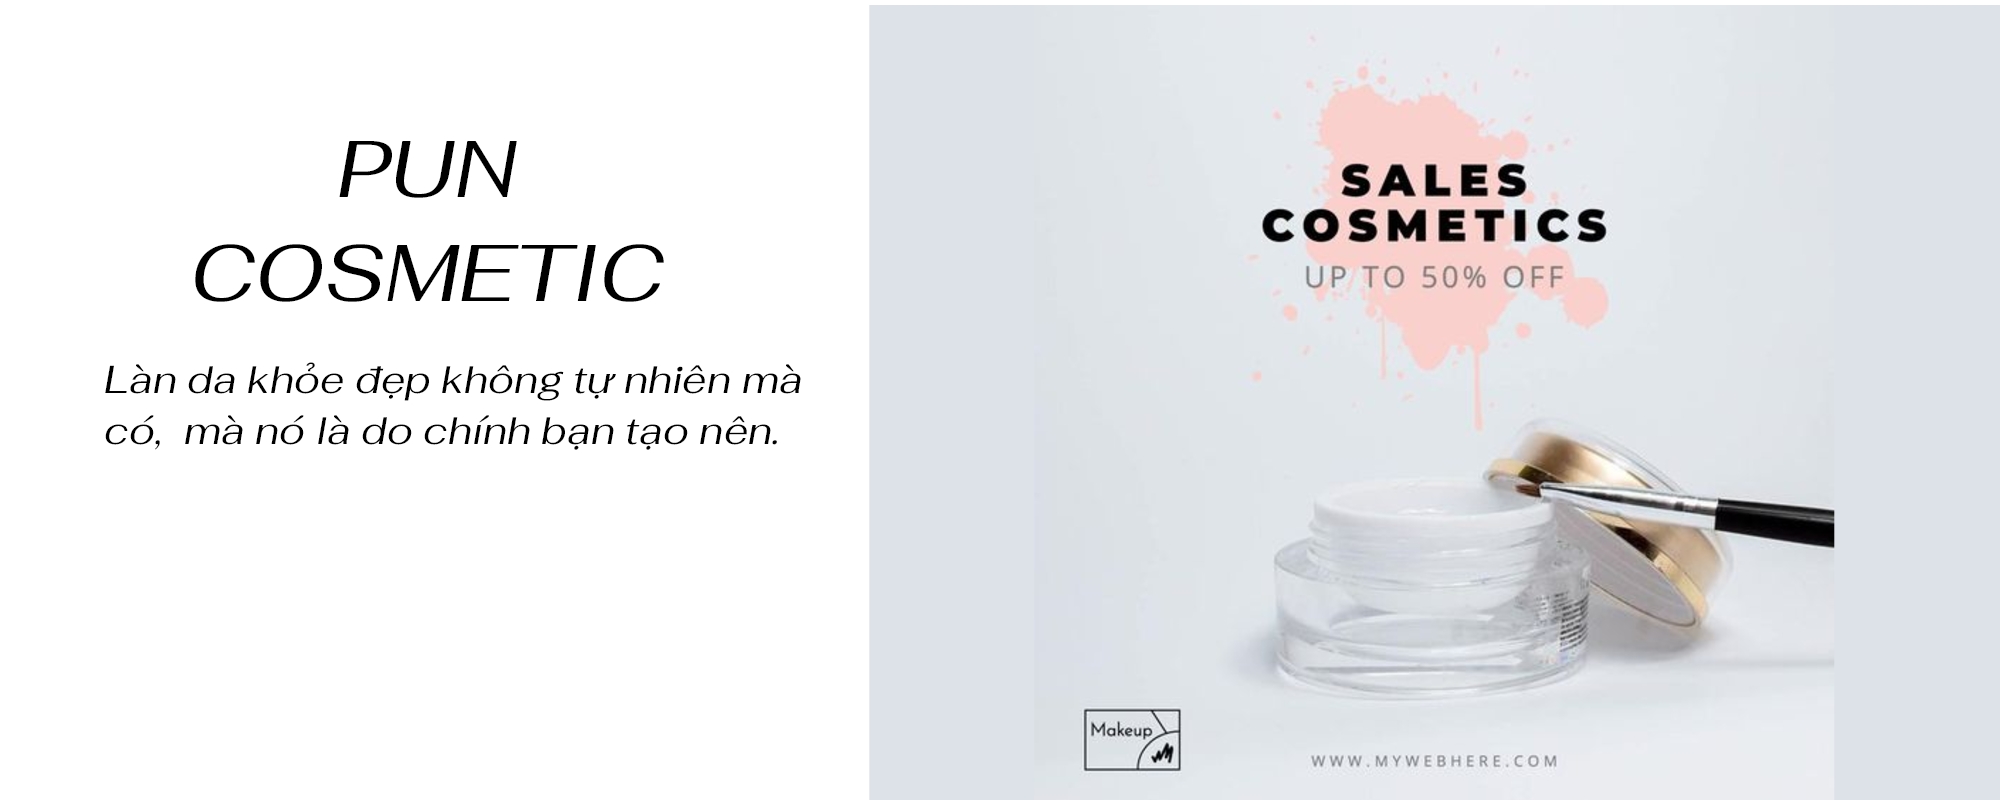 PUN
COSMETIC
Làn da khỏe đẹp không tự nhiên mà
có, mà nó là do chính bạn tạo nên.
SALES
COSMETICS
UP TO 50% OFF
Makeup
WWW.MYWEBHERE.COM